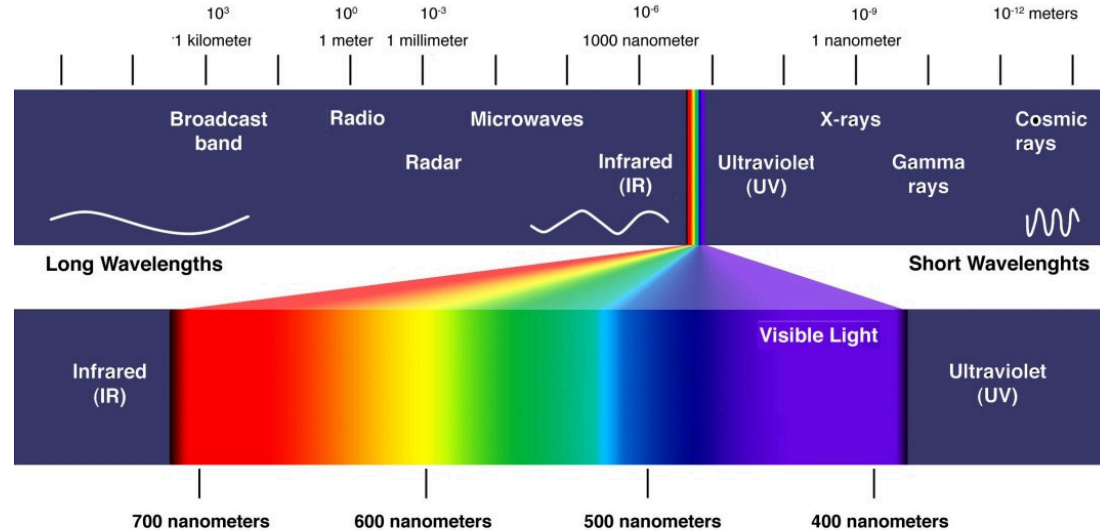 10³ 10⁰ 10⁻³ 10⁻⁶ 10⁻⁹ 10⁻¹² meters
1 kilometer 1 meter 1 millimeter 1000 nanometer 1 nanometer
Broadcast
band
Radio
Radar
Microwaves
Infrared
(IR)
Ultraviolet
(UV)
X-rays
Gamma
rays
Cosmic
rays
Long Wavelengths
Short Wavelenghts
Infrared
(IR)
Visible Light
Ultraviolet
(UV)
700 nanometers 600 nanometers 500 nanometers 400 nanometers